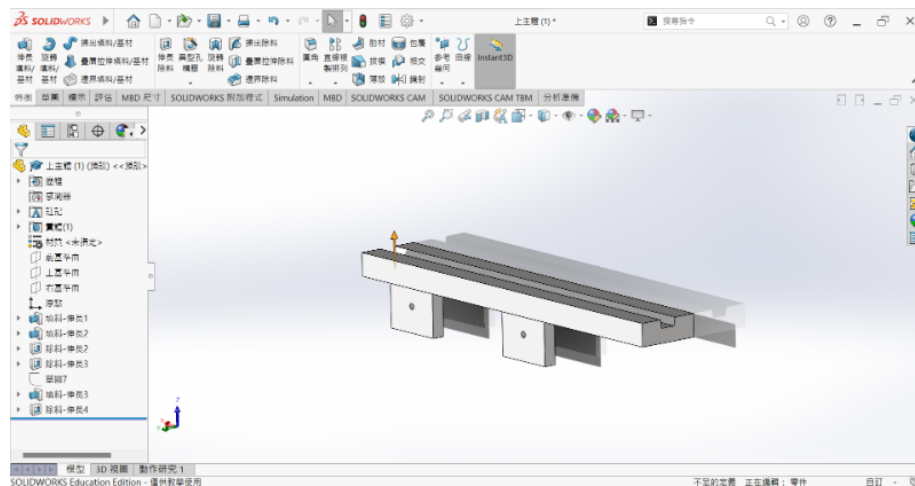 SOLIDWORKS
上主體 (1) *
搜尋指令
伸長填料/基材
旋轉填料/基材
掃出填料/基材
疊層拉伸填料/基材
邊界填料/基材
伸長除料
異型孔精靈
旋轉除料
掃出除料
疊層拉伸除料
邊界除料
圓角
直線複製排列
肋材
拔模
薄殼
包覆
相交
鏡射
參考幾何
曲線
Instant3D
特徵 草圖 標示 評估 MBD 尺寸 SOLIDWORKS 附加程式 Simulation MBD SOLIDWORKS CAM SOLIDWORKS CAM TBM 分析準備
上主體 (1) (預設) <<預設>
歷程
感測器
註記
實體(1)
材質 <未指定>
前基準面
上基準面
右基準面
原點
填料-伸長1
填料-伸長2
除料-伸長2
除料-伸長3
草圖7
填料-伸長3
除料-伸長4
Z
模型 3D 視圖 動作研究 1
SOLIDWORKS Education Edition - 僅供教學使用
不足的定義 正在編輯: 零件 自訂